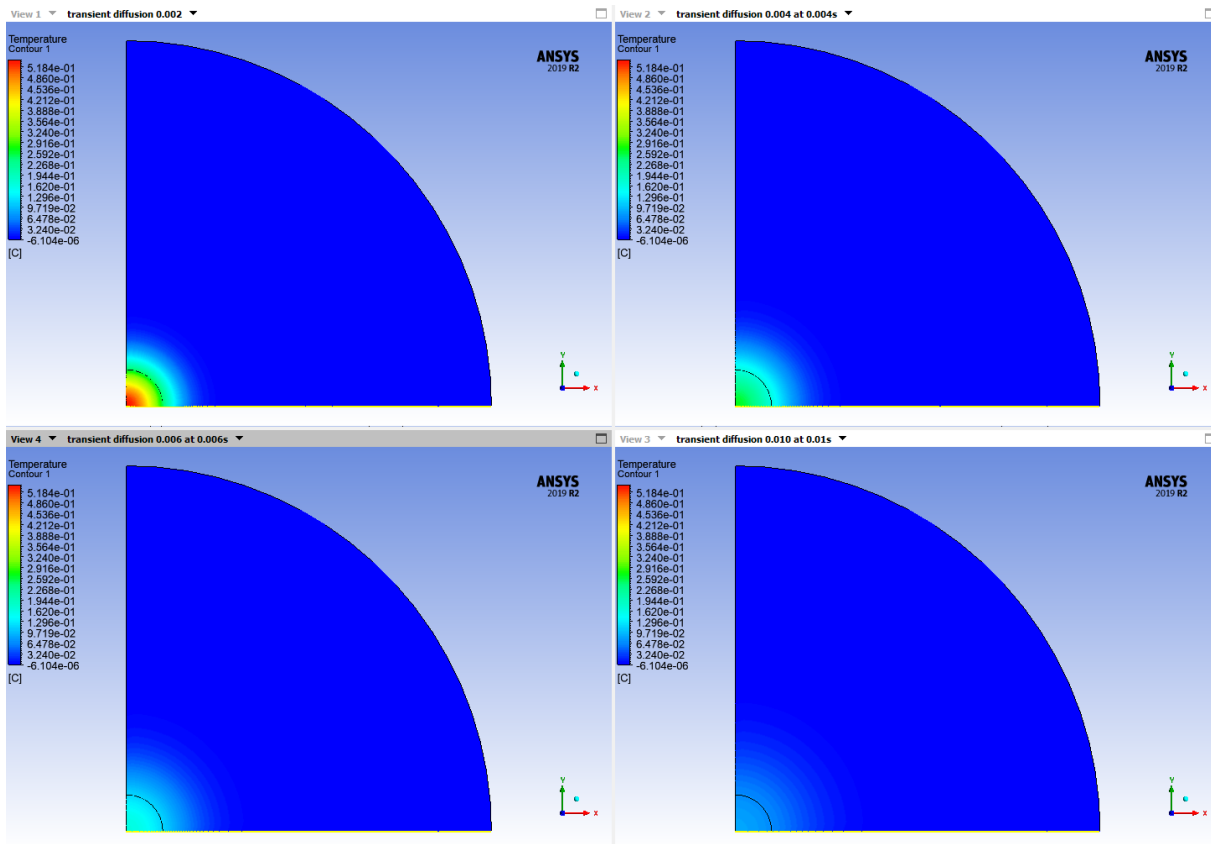 View 1 transient diffusion 0.002
Temperature
Contour 1
5.184e-01
4.860e-01
4.536e-01
4.212e-01
3.888e-01
3.564e-01
3.240e-01
2.916e-01
2.592e-01
2.268e-01
1.944e-01
1.620e-01
1.296e-01
9.719e-02
6.478e-02
3.240e-02
-6.104e-06
[C]
ANSYS
2019 R2
Y
X
View 2 transient diffusion 0.004 at 0.004s
Temperature
Contour 1
5.184e-01
4.860e-01
4.536e-01
4.212e-01
3.888e-01
3.564e-01
3.240e-01
2.916e-01
2.592e-01
2.268e-01
1.944e-01
1.620e-01
1.296e-01
9.719e-02
6.478e-02
3.240e-02
-6.104e-06
[C]
ANSYS
2019 R2
Y
X
View 4 transient diffusion 0.006 at 0.006s
Temperature
Contour 1
5.184e-01
4.860e-01
4.536e-01
4.212e-01
3.888e-01
3.564e-01
3.240e-01
2.916e-01
2.592e-01
2.268e-01
1.944e-01
1.620e-01
1.296e-01
9.719e-02
6.478e-02
3.240e-02
-6.104e-06
[C]
ANSYS
2019 R2
Y
X
View 3 transient diffusion 0.010 at 0.01s
Temperature
Contour 1
5.184e-01
4.860e-01
4.536e-01
4.212e-01
3.888e-01
3.564e-01
3.240e-01
2.916e-01
2.592e-01
2.268e-01
1.944e-01
1.620e-01
1.296e-01
9.719e-02
6.478e-02
3.240e-02
-6.104e-06
[C]
ANSYS
2019 R2
Y
X